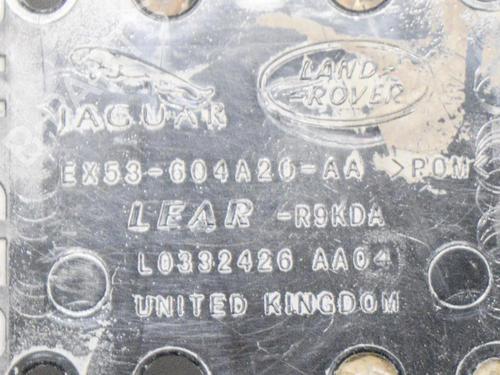 JAGUAR
LAND-
-ROVER
EX53-604A20-AA >POM<
LEAR -R9KDA
L0332426 AA04
UNITED KINGDOM